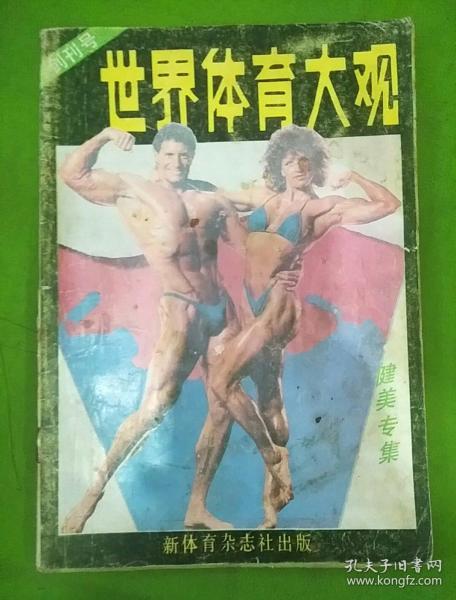 创刊号
世界体育大观
健美专集
新体育杂志社出版
孔夫子旧书网
www.kongfz.com